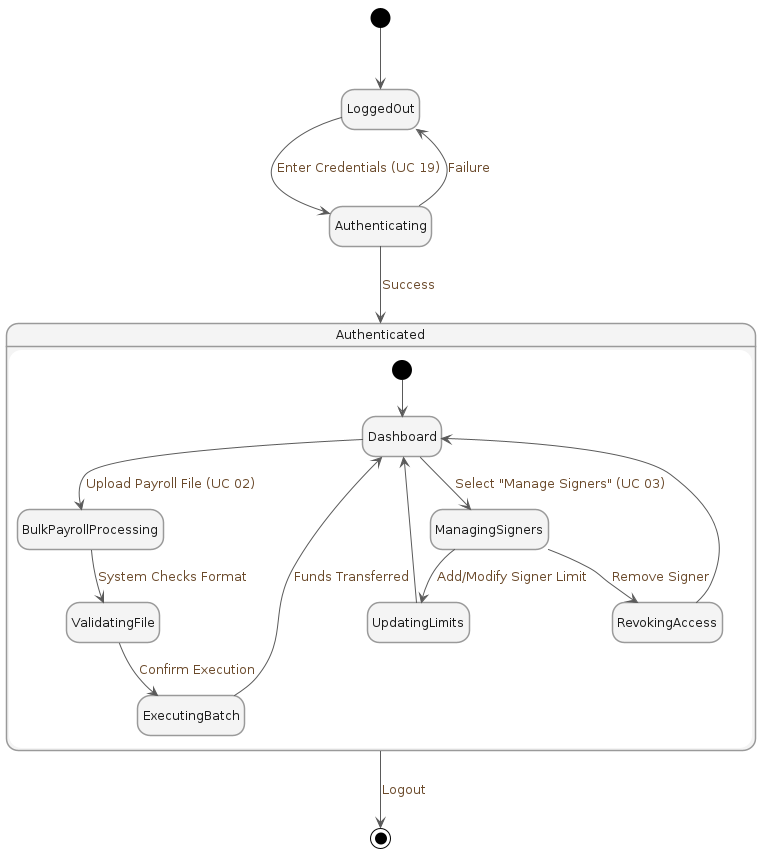 LoggedOut
Enter Credentials (UC 19)
Failure
Authenticating
Success
Authenticated
Dashboard
Upload Payroll File (UC 02)
Select "Manage Signers" (UC 03)
BulkPayrollProcessing
ManagingSigners
System Checks Format
Funds Transferred
Add/Modify Signer Limit
Remove Signer
ValidatingFile
UpdatingLimits
RevokingAccess
Confirm Execution
ExecutingBatch
Logout